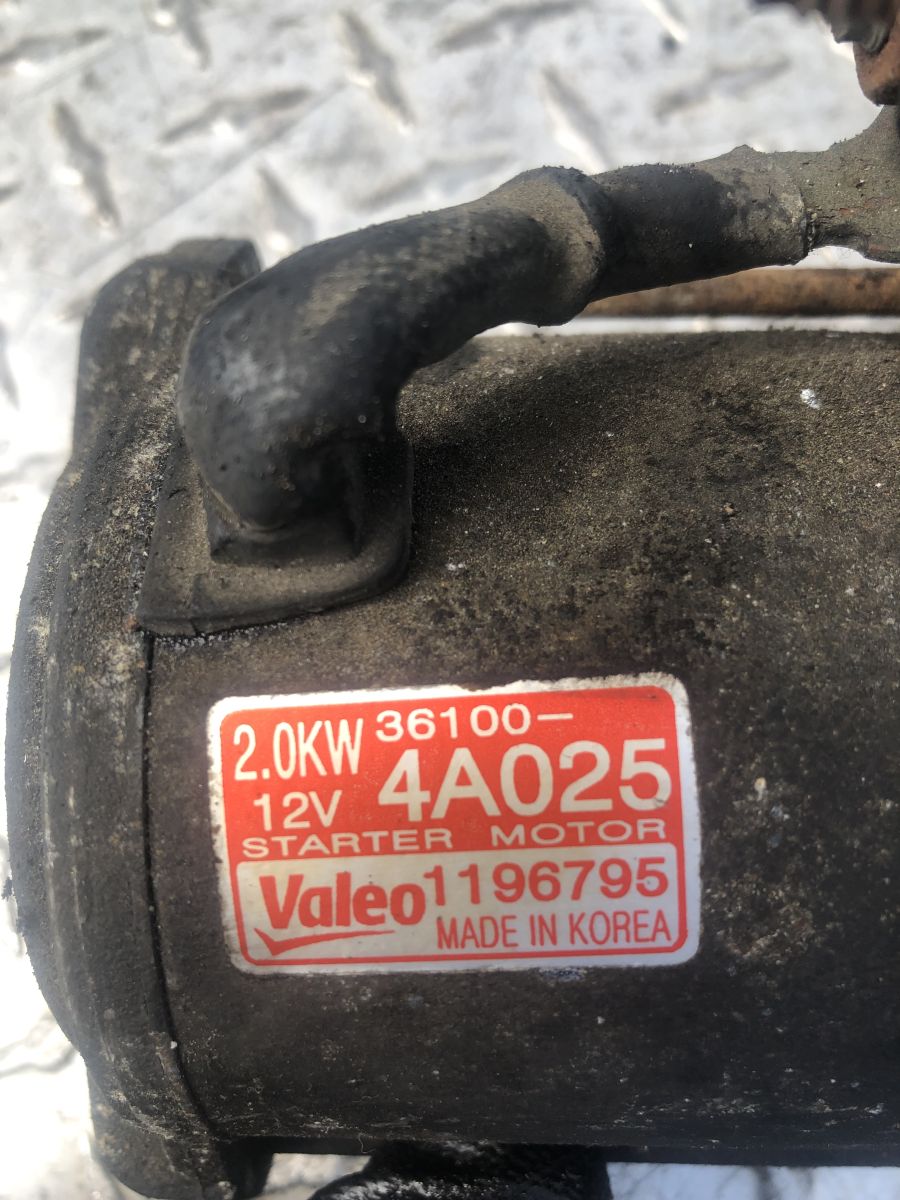 2.0KW 36100-
12V 4A025
STARTER MOTOR
Valeo 1196795
MADE IN KOREA